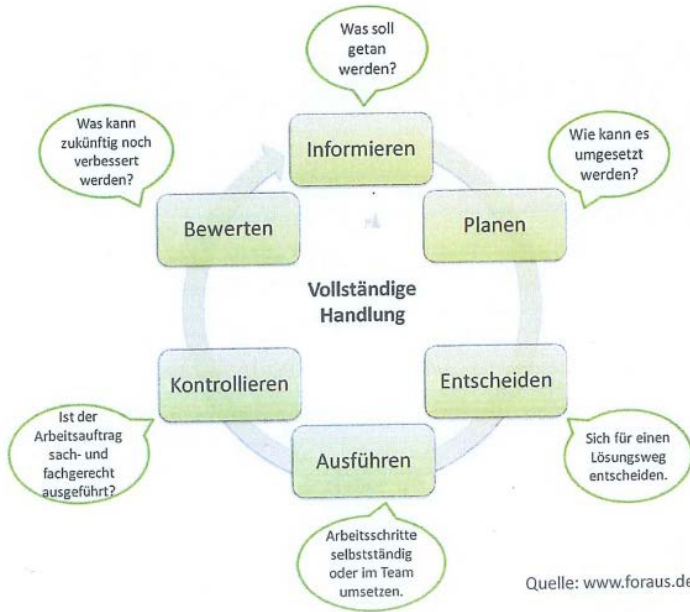 Was soll
getan
werden?
Informieren
Wie kann es
umgesetzt
werden?
Planen
Sich für einen
Lösungsweg
entscheiden.
Entscheiden
Arbeitsschritte
selbstständig
oder im Team
umsetzen.
Ausführen
Ist der
Arbeitsauftrag
sach- und
fachgerecht
ausgeführt?
Kontrollieren
Was kann
zukünftig noch
verbessert
werden?
Bewerten
Vollständige
Handlung
Quelle: www.foraus.de